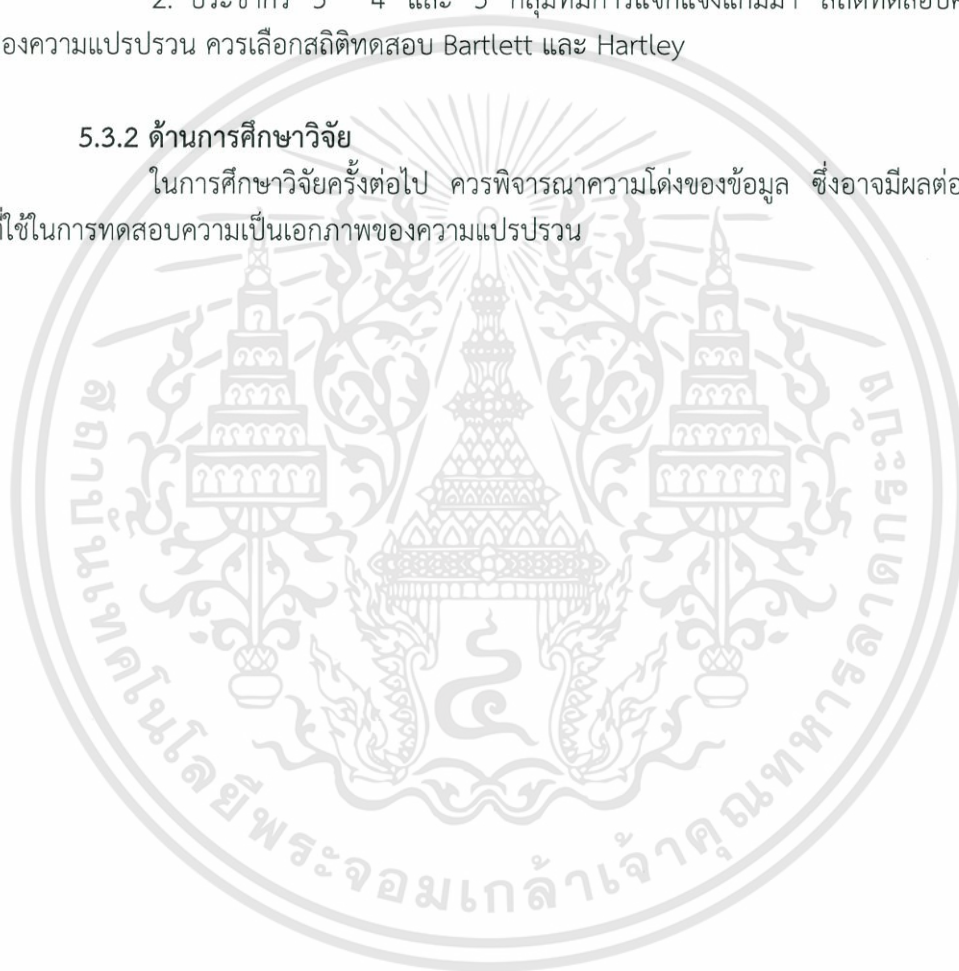 2. ประชากร 3 4 และ 5 กลุ่มที่มีการแจกแจงแกมมา สถิติทดสอบค
องความแปรปรวน ควรเลือกสถิติทดสอบ Bartlett และ Hartley
5.3.2 ด้านการศึกษาวิจัย
ในการศึกษาวิจัยครั้งต่อไป ควรพิจารณาความโด่งของข้อมูล ซึ่งอาจมีผลต่อ
ที่ใช้ในการทดสอบความเป็นเอกภาพของความแปรปรวน
สถาบันเทคโนโลยีพระจอมเกล้าเจ้าคุณทหารลาดกระบัง